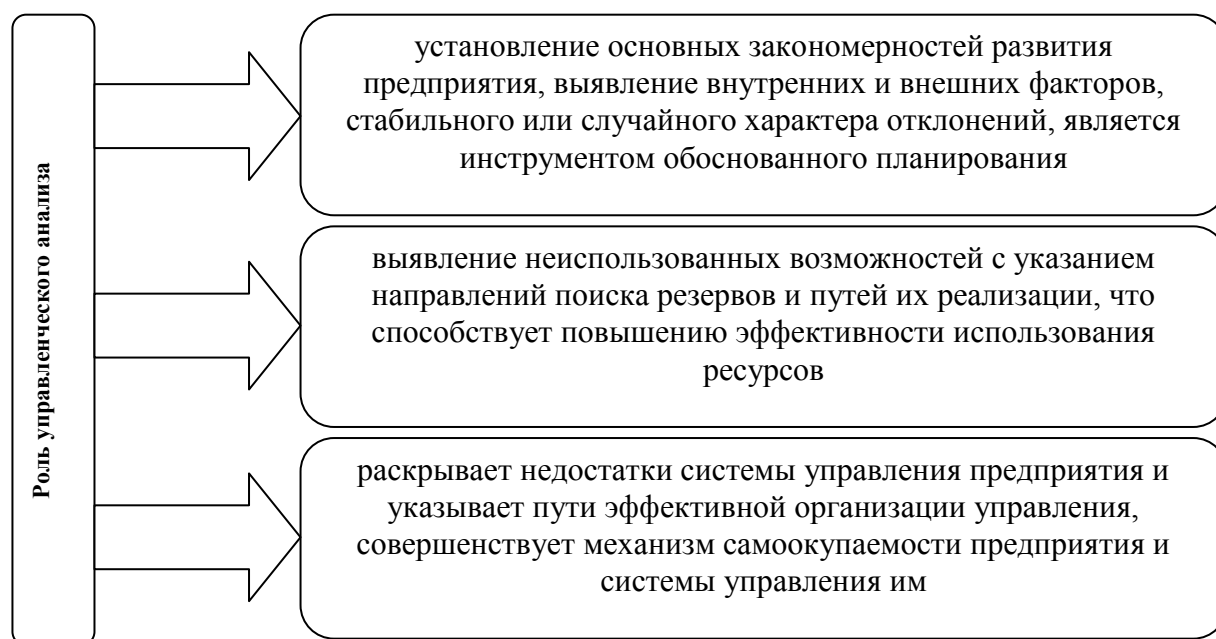 Роль управленческого анализа
установление основных закономерностей развития
предприятия, выявление внутренних и внешних факторов,
стабильного или случайного характера отклонений, является
инструментом обоснованного планирования
выявление неиспользованных возможностей с указанием
направлений поиска резервов и путей их реализации, что
способствует повышению эффективности использования
ресурсов
раскрывает недостатки системы управления предприятия и
указывает пути эффективной организации управления,
совершенствует механизм самоокупаемости предприятия и
системы управления им